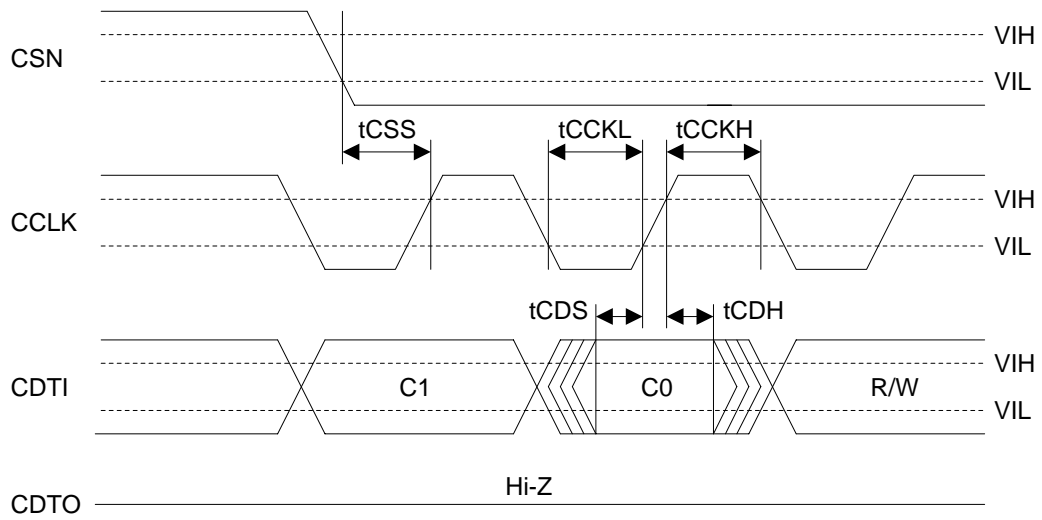 CSN
VIH
VIL
tCSS
tCCKL
tCCKH
CCLK
VIH
VIL
tCDS
tCDH
CDTI
C1
C0
R/W
VIH
VIL
Hi-Z
CDTO